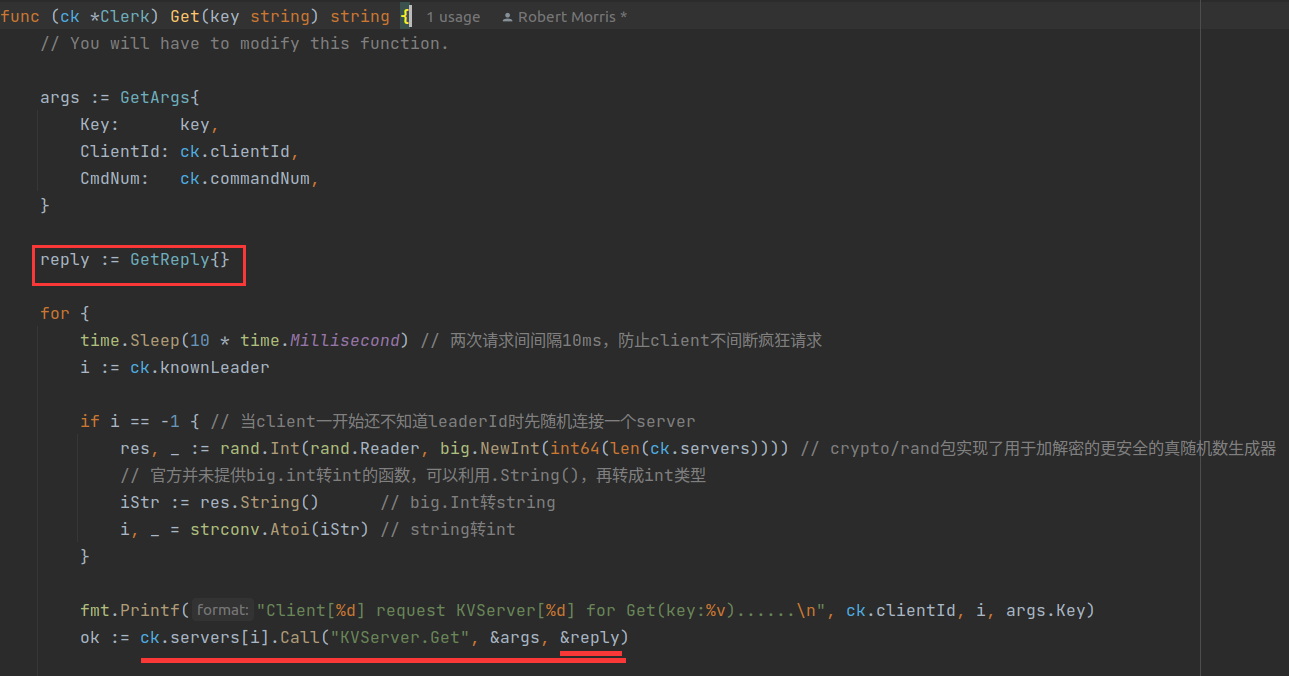 func (ck *Clerk) Get(key string) string { 1 usage Robert Morris *
// You will have to modify this function.
args := GetArgs{
Key: key,
ClientId: ck.clientId,
CmdNum: ck.commandNum,
}
reply := GetReply{}
for {
time.Sleep(10 * time.Millisecond) // 两次请求间间隔10ms，防止client不间断疯狂请求
i := ck.knownLeader
if i == -1 { // 当client一开始还不知道leaderId时先随机连接一个server
res, _ := rand.Int(rand.Reader, big.NewInt(int64(len(ck.servers)))) // crypto/rand包实现了用于加解密的更安全的真随机数生成器
// 官方并未提供big.int转int的函数，可以利用.String()，再转成int类型
iStr := res.String() // big.Int转string
i, _ = strconv.Atoi(iStr) // string转int
}
fmt.Printf( format: "Client[%d] request KVServer[%d] for Get(key:%v)......\n", ck.clientId, i, args.Key)
ok := ck.servers[i].Call("KVServer.Get", &args, &reply)